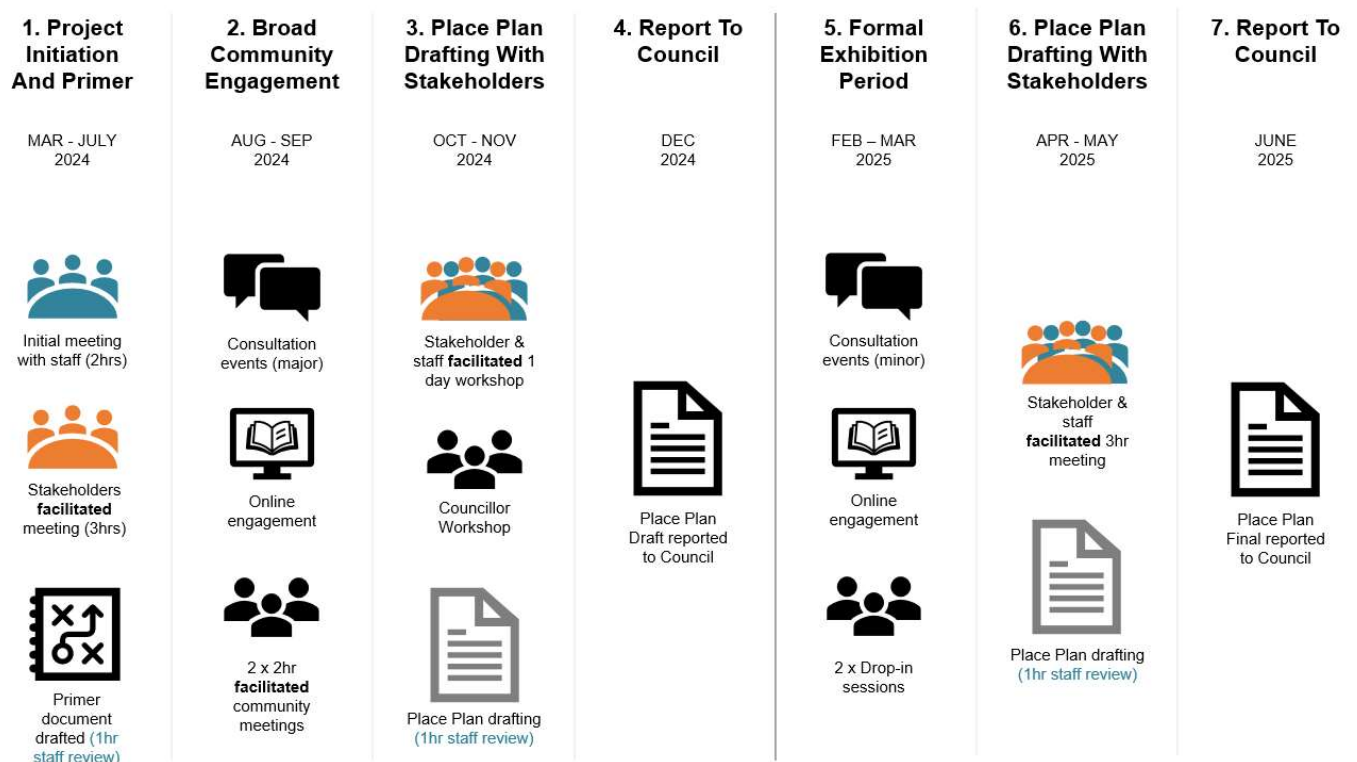 1. Project
Initiation
And Primer
MAR - JULY
2024
Initial meeting
with staff (2hrs)
Stakeholders
facilitated
meeting (3hrs)
Primer
document
drafted (1hr
staff review)
2. Broad
Community
Engagement
AUG - SEP
2024
Consultation
events (major)
Online
engagement
2 x 2hr
facilitated
community
meetings
3. Place Plan
Drafting With
Stakeholders
OCT - NOV
2024
Stakeholder &
staff facilitated 1
day workshop
Councillor
Workshop
Place Plan drafting
(1hr staff review)
4. Report To
Council
DEC
2024
Place Plan
Draft reported
to Council
5. Formal
Exhibition
Period
FEB – MAR
2025
Consultation
events (minor)
Online
engagement
2 x Drop-in
sessions
6. Place Plan
Drafting With
Stakeholders
APR - MAY
2025
Stakeholder &
staff
facilitated 3hr
meeting
Place Plan drafting
(1hr staff review)
7. Report To
Council
JUNE
2025
Place Plan
Final reported
to Council